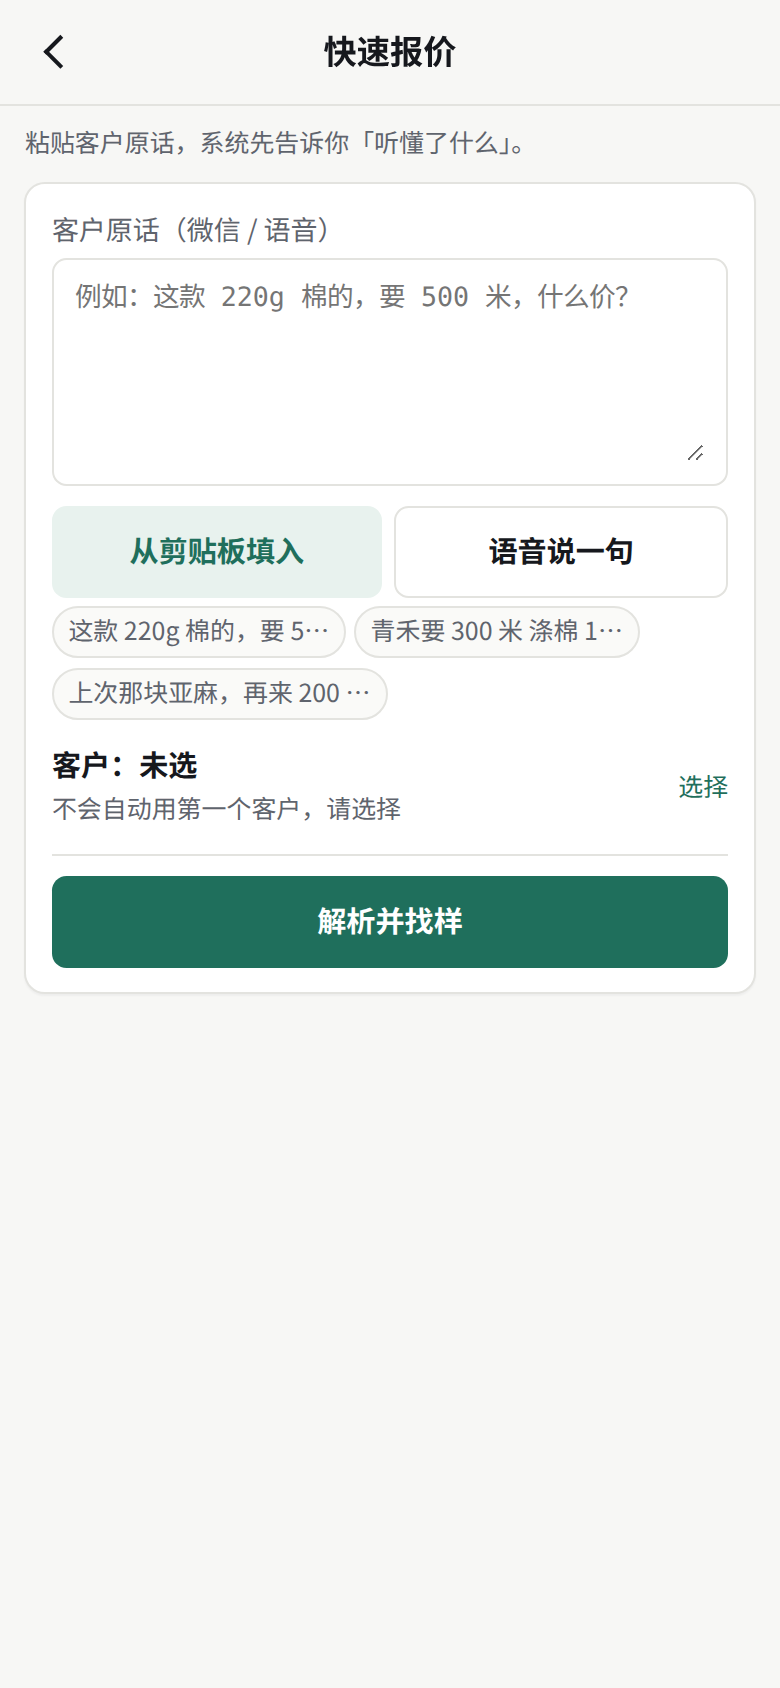 快速报价
粘贴客户原话，系统先告诉你「听懂了什么」。
客户原话（微信 / 语音）
例如：这款 220g 棉的，要 500 米，什么价？
从剪贴板填入
语音说一句
这款 220g 棉的，要 5…
青禾要 300 米 涤棉 1…
上次那块亚麻，再来 200 …
客户：未选
不会自动用第一个客户，请选择
选择
解析并找样